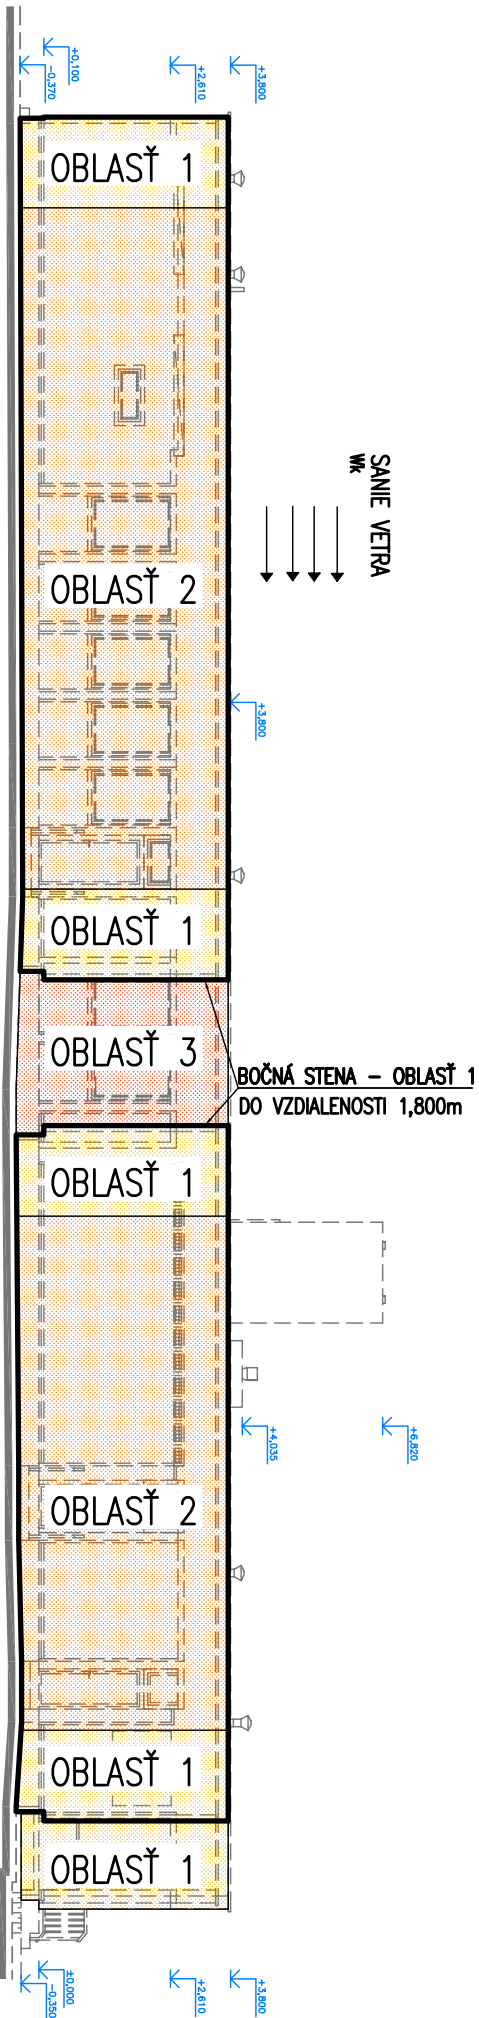 +0,100
-0,370
+2,610
+3,800
OBLASŤ 1
SANIE VETRA
Wk
OBLASŤ 2
+3,800
OBLASŤ 1
OBLASŤ 3
BOČNÁ STENA - OBLASŤ 1
DO VZDIALENOSTI 1,800m
OBLASŤ 1
+4,035
+6,820
OBLASŤ 2
OBLASŤ 1
OBLASŤ 1
±0,000
-0,350
+2,610
+3,800